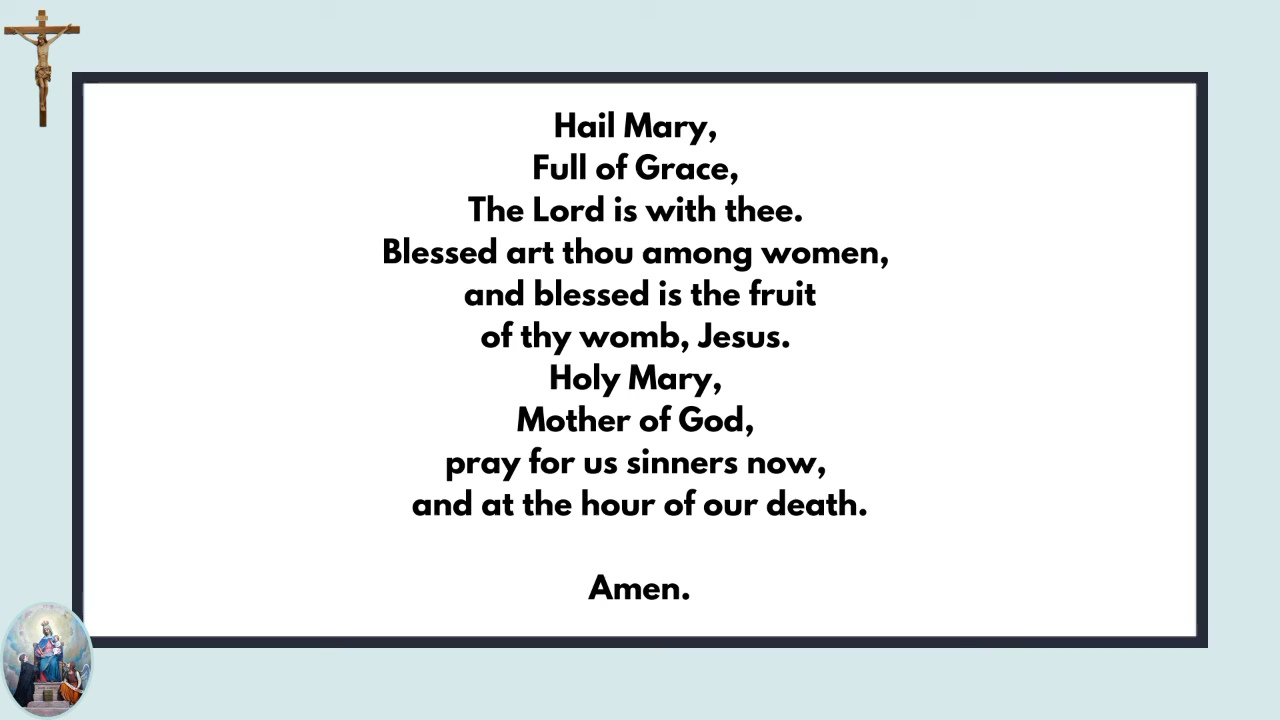 Hail Mary,
Full of Grace,
The Lord is with thee.
Blessed art thou among women,
and blessed is the fruit
of thy womb, Jesus.
Holy Mary,
Mother of God,
pray for us sinners now,
and at the hour of our death.
Amen.